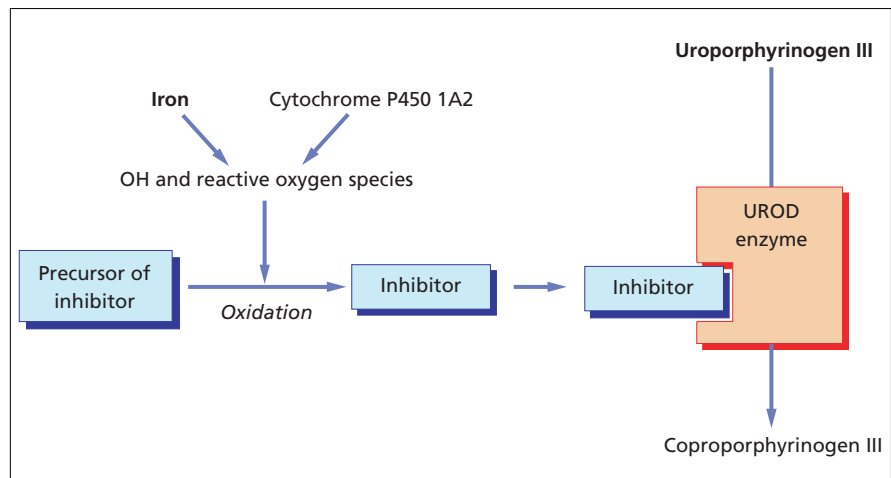 Uroporphyrinogen III
Iron
Cytochrome P450 1A2
OH and reactive oxygen species
UROD
enzyme
Precursor of
inhibitor
Oxidation
Inhibitor
Inhibitor
Coproporphyrinogen III